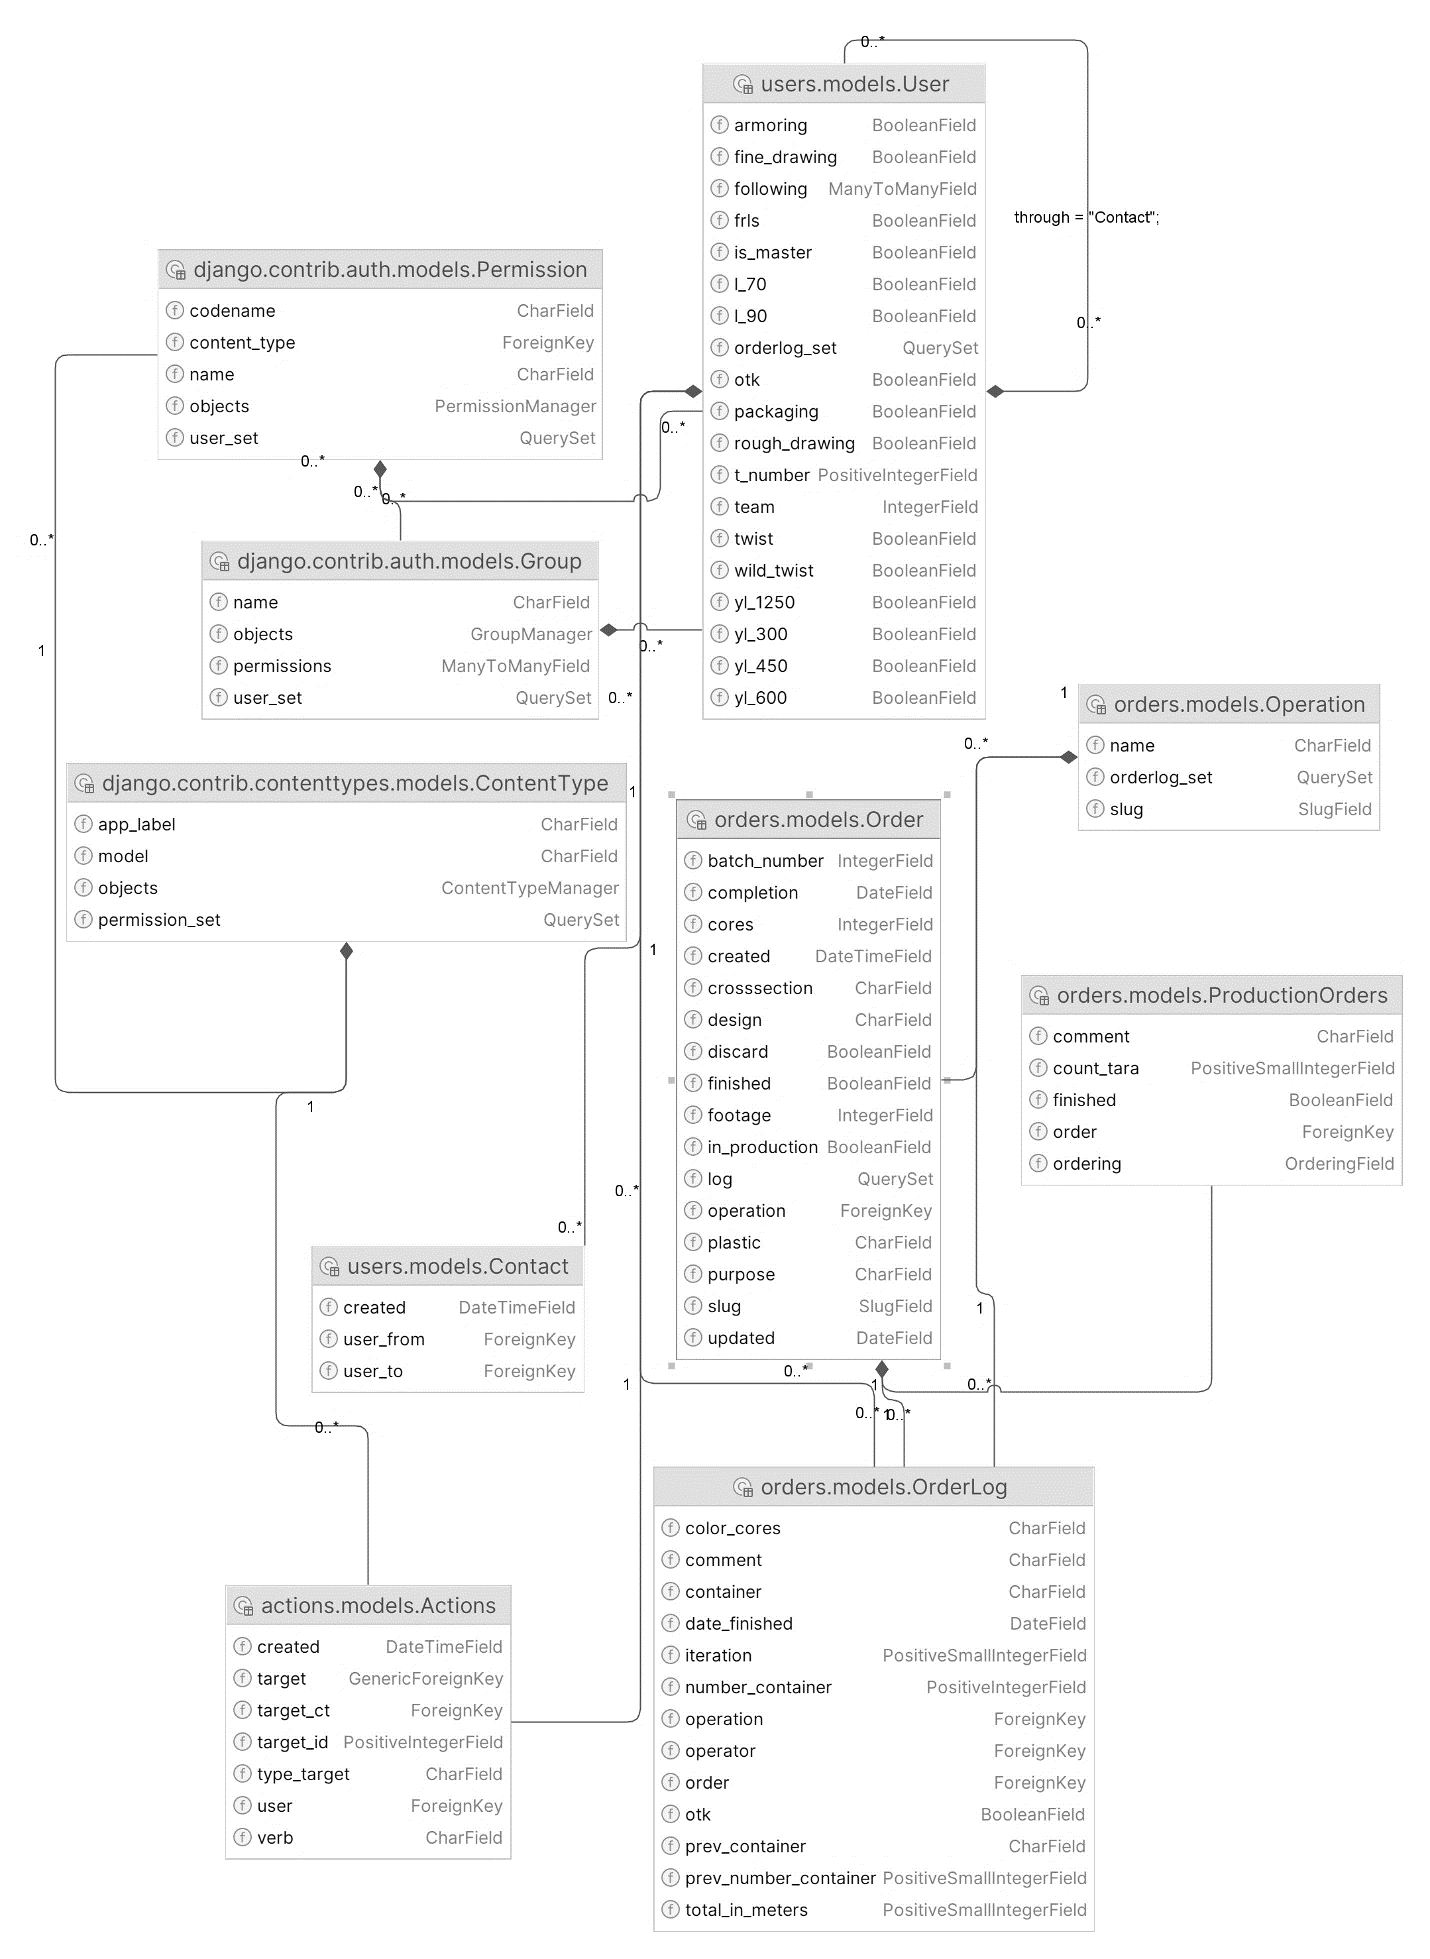 0..*
users.models.User
armoring BooleanField
fine_drawing BooleanField
following ManyToManyField
frls BooleanField
is_master BooleanField
l_70 BooleanField
l_90 BooleanField
orderlog_set QuerySet
otk BooleanField
packaging BooleanField
rough_drawing BooleanField
t_number PositiveIntegerField
team IntegerField
twist BooleanField
wild_twist BooleanField
yl_1250 BooleanField
yl_300 BooleanField
yl_450 BooleanField
yl_600 BooleanField
through = "Contact";
0..*
django.contrib.auth.models.Permission
codename CharField
content_type ForeignKey
name CharField
objects PermissionManager
user_set QuerySet
0..*
0..*
0..*
0..*
0..*
1
django.contrib.auth.models.Group
name CharField
objects GroupManager
permissions ManyToManyField
user_set QuerySet
0..*
0..*
1
0..*
orders.models.Operation
name CharField
orderlog_set QuerySet
slug SlugField
django.contrib.contenttypes.models.ContentType
app_label CharField
model CharField
objects ContentTypeManager
permission_set QuerySet
1
1
1
orders.models.Order
batch_number IntegerField
completion DateField
cores IntegerField
created DateTimeField
crosssection CharField
design CharField
discard BooleanField
finished BooleanField
footage IntegerField
in_production BooleanField
log QuerySet
operation ForeignKey
plastic CharField
purpose CharField
slug SlugField
updated DateField
orders.models.ProductionOrders
comment CharField
count_tara PositiveSmallIntegerField
finished BooleanField
order ForeignKey
ordering OrderingField
0..*
0..*
1
users.models.Contact
created DateTimeField
user_from ForeignKey
user_to ForeignKey
0..*
1
1
0..*
0..*
1
0..*
0..*
orders.models.OrderLog
color_cores CharField
comment CharField
container CharField
date_finished DateField
iteration PositiveSmallIntegerField
number_container PositiveIntegerField
operation ForeignKey
operator ForeignKey
order ForeignKey
otk BooleanField
prev_container CharField
prev_number_container PositiveSmallIntegerField
total_in_meters PositiveSmallIntegerField
actions.models.Actions
created DateTimeField
target GenericForeignKey
target_ct ForeignKey
target_id PositiveIntegerField
type_target CharField
user ForeignKey
verb CharField